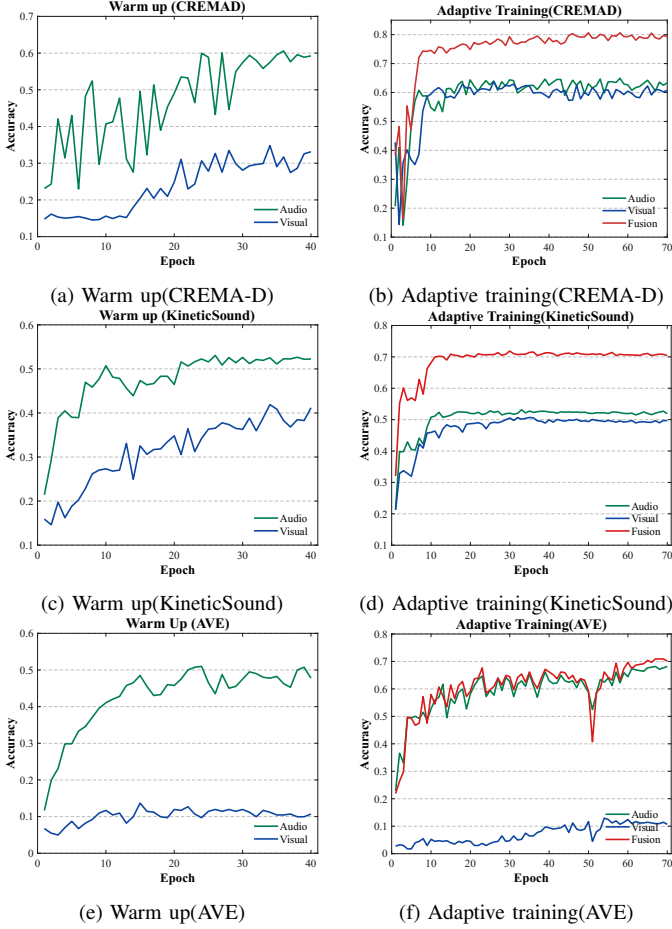 Warm up (CREMAD)
0.7
0.6
0.5
0.4
0.3
0.2
0.1
Accuracy
0
10
20
30
40
Epoch
Audio
Visual
(a) Warm up(CREMA-D)
Adaptive Training(CREMAD)
0.8
0.7
0.6
0.5
0.4
0.3
0.2
0.1
Accuracy
0
10
20
30
40
50
60
70
Epoch
Audio
Visual
Fusion
(b) Adaptive training(CREMA-D)
Warm up (KineticSound)
0.6
0.5
0.4
0.3
0.2
0.1
Accuracy
0
10
20
30
40
Epoch
Audio
Visual
(c) Warm up(KineticSound)
Adaptive Training(KineticSound)
0.8
0.7
0.6
0.5
0.4
0.3
0.2
0.1
Accuracy
0
10
20
30
40
50
60
70
Epoch
Audio
Visual
Fusion
(d) Adaptive training(KineticSound)
Warm Up (AVE)
0.6
0.5
0.4
0.3
0.2
0.1
0
Accuracy
0
10
20
30
40
Epoch
Audio
Visual
(e) Warm up(AVE)
Adaptive Training(AVE)
0.8
0.7
0.6
0.5
0.4
0.3
0.2
0.1
0
Accuracy
0
10
20
30
40
50
60
70
Epoch
Audio
Visual
Fusion
(f) Adaptive training(AVE)